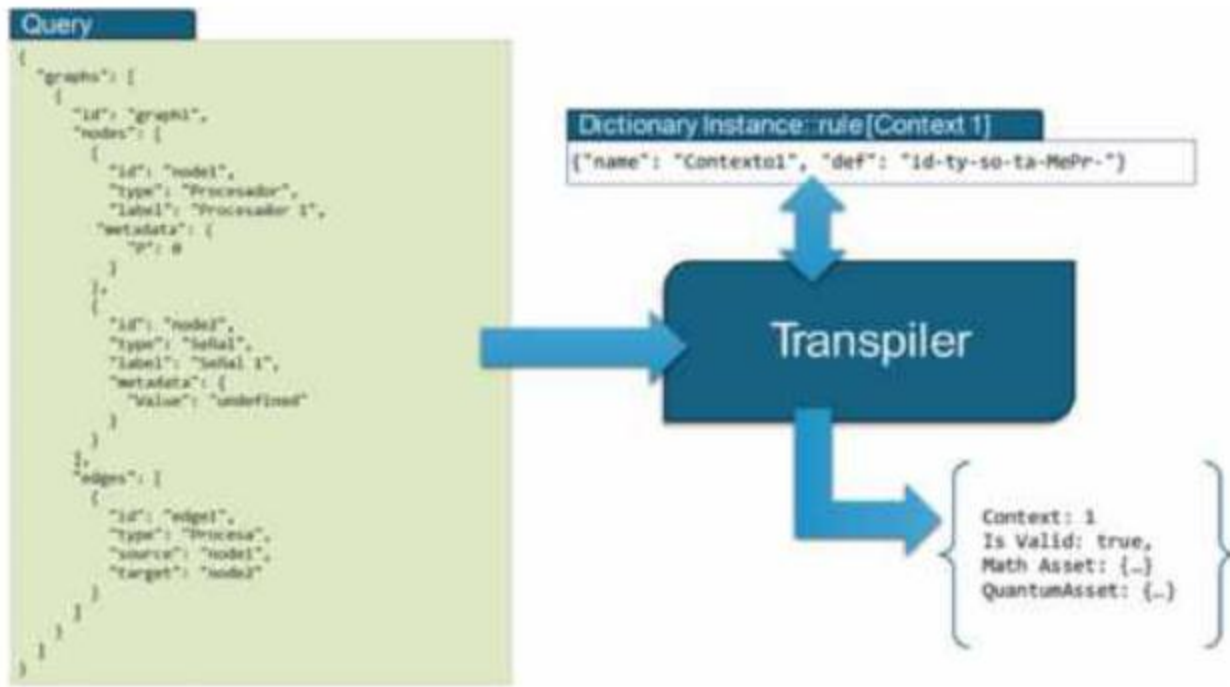 Query
{
"graphs": [
{
"id": "graph1",
"nodes": [
{
"id": "node1",
"type": "Procesador",
"label": "Procesador 1",
"metadata": {
"P": 0
}
},
{
"id": "node2",
"type": "Señal",
"label": "Señal 1",
"metadata": {
"Value": "undefined"
}
}
],
"edges": [
{
"id": "edge1",
"type": "Procesa",
"source": "node1",
"target": "node2"
}
]
}
]
}
Dictionary Instance::rule[Context 1]
{"name": "Contexto1", "def": "id-ty-so-ta-MePr-"}
Transpiler
Context: 1
Is Valid: true,
Math Asset: {…}
QuantumAsset: {…}